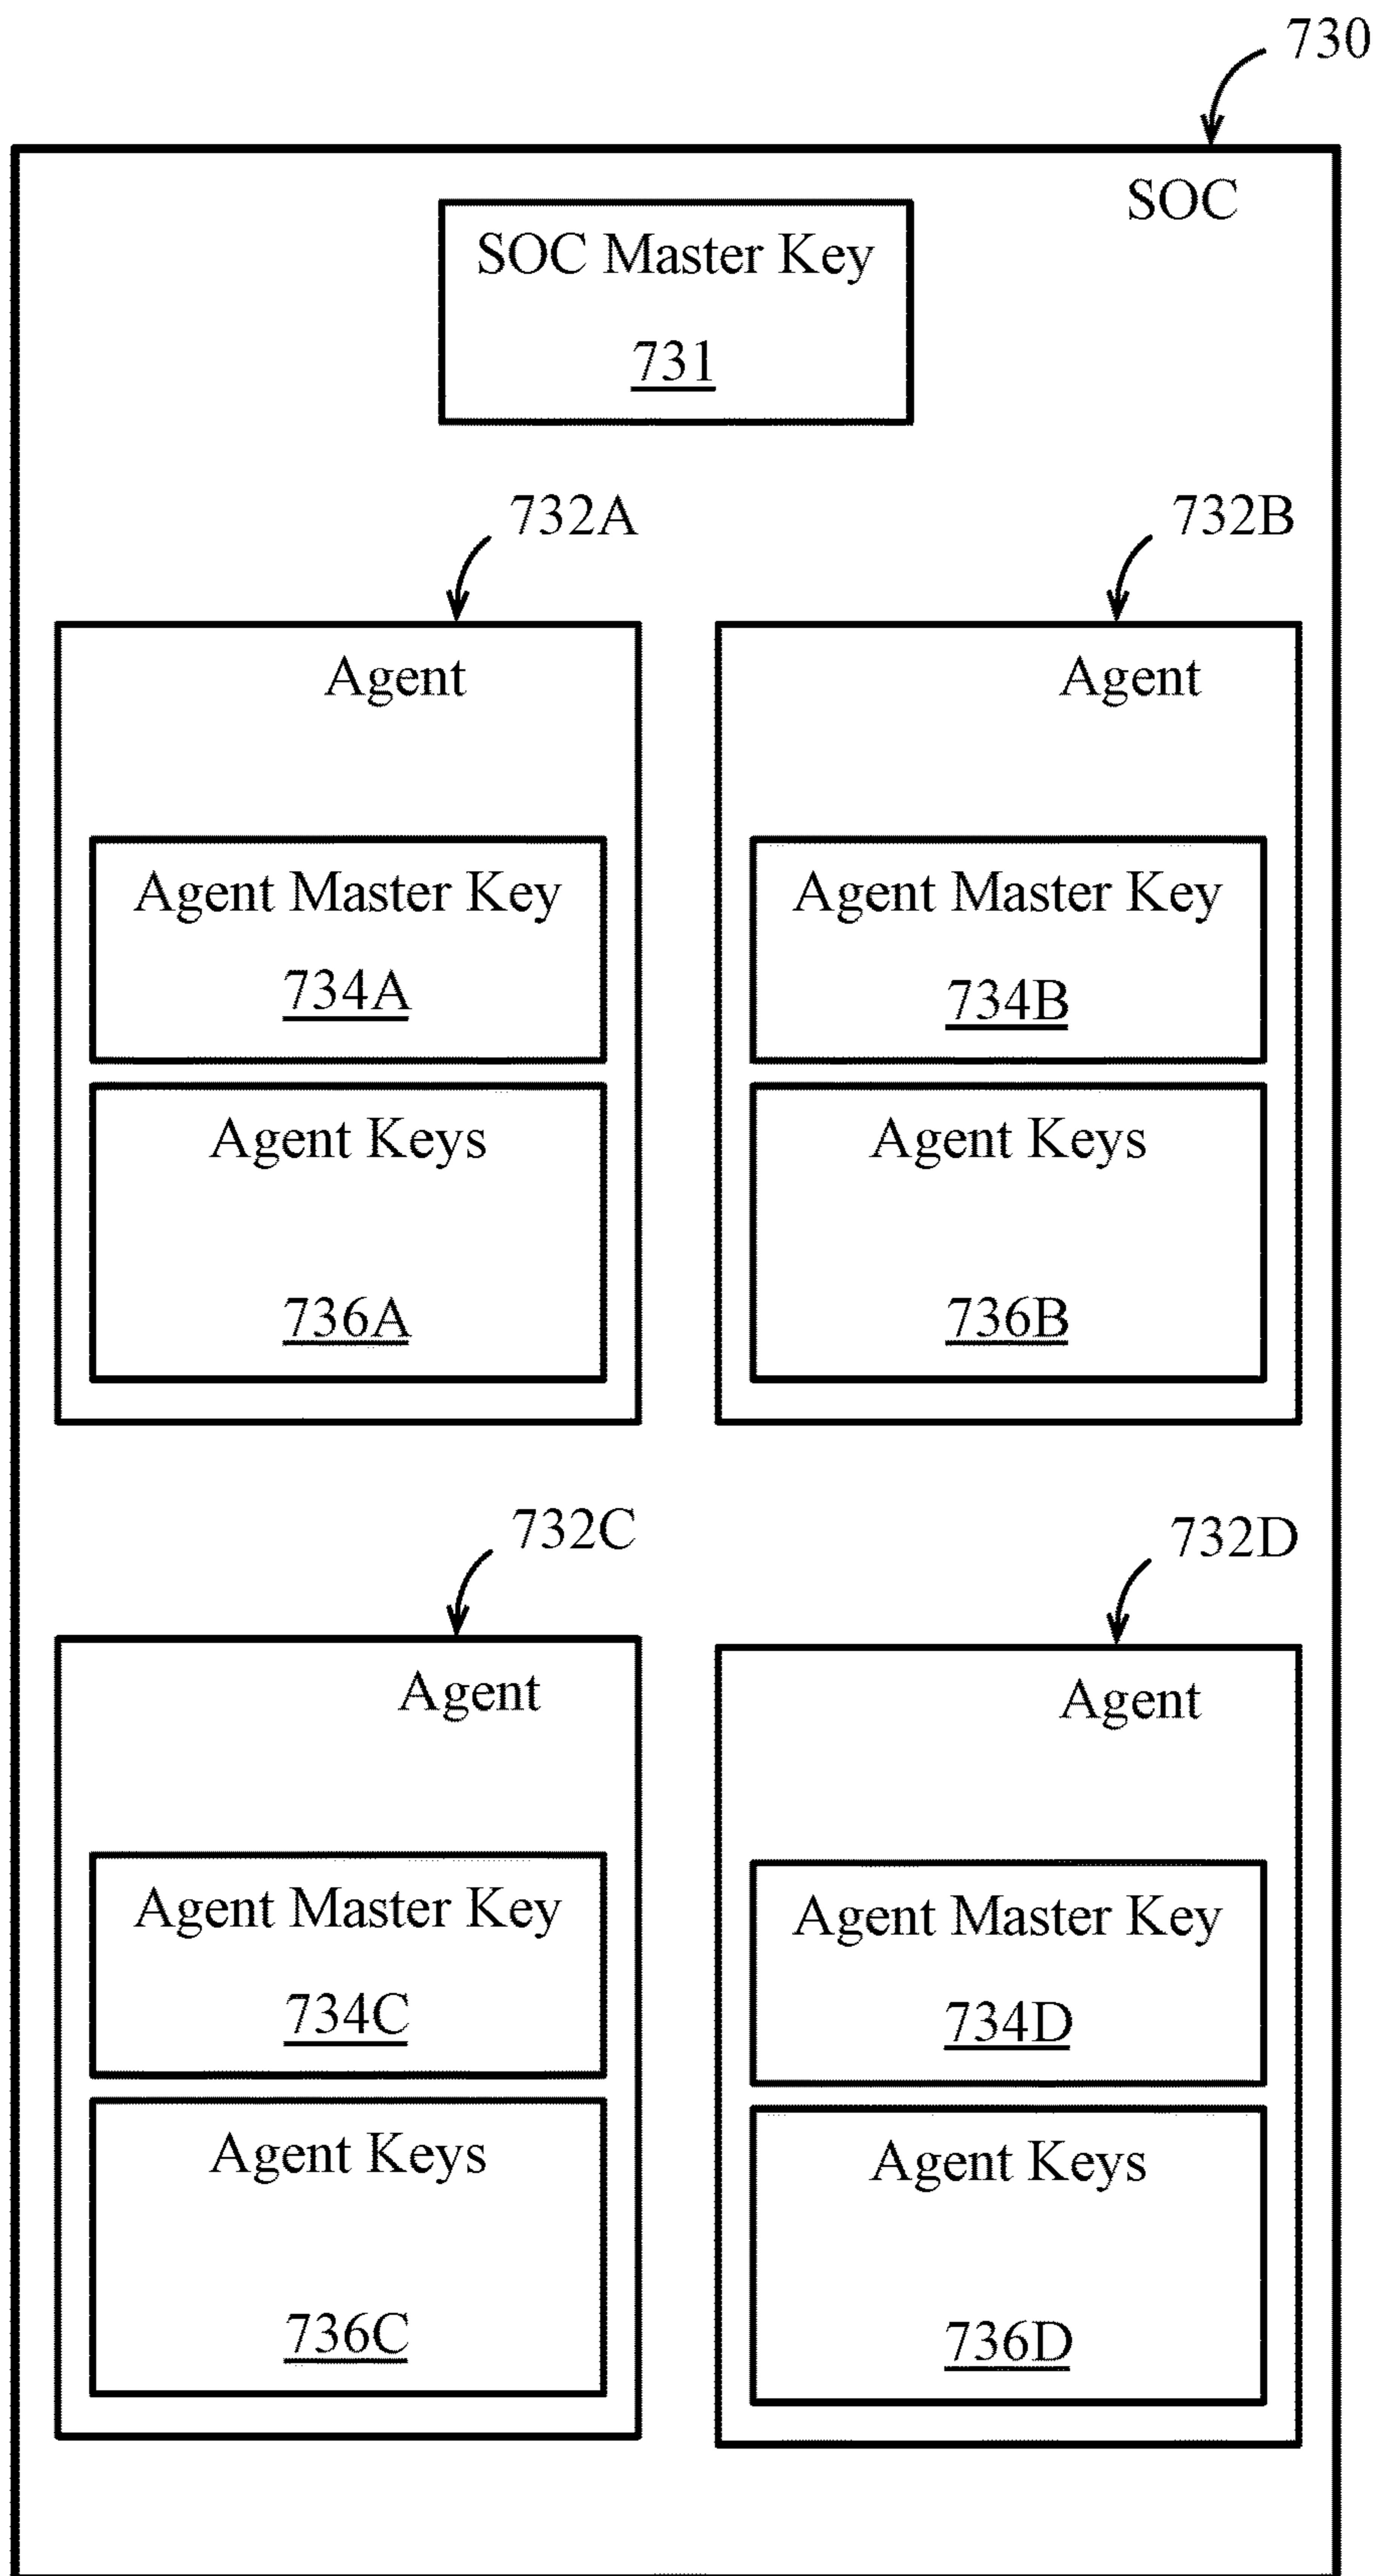 730
SOC
SOC Master Key
731
732A
732B
Agent
Agent
Agent Master Key
734A
Agent Master Key
734B
Agent Keys
736A
Agent Keys
736B
732C
732D
Agent
Agent
Agent Master Key
734C
Agent Master Key
734D
Agent Keys
736C
Agent Keys
736D